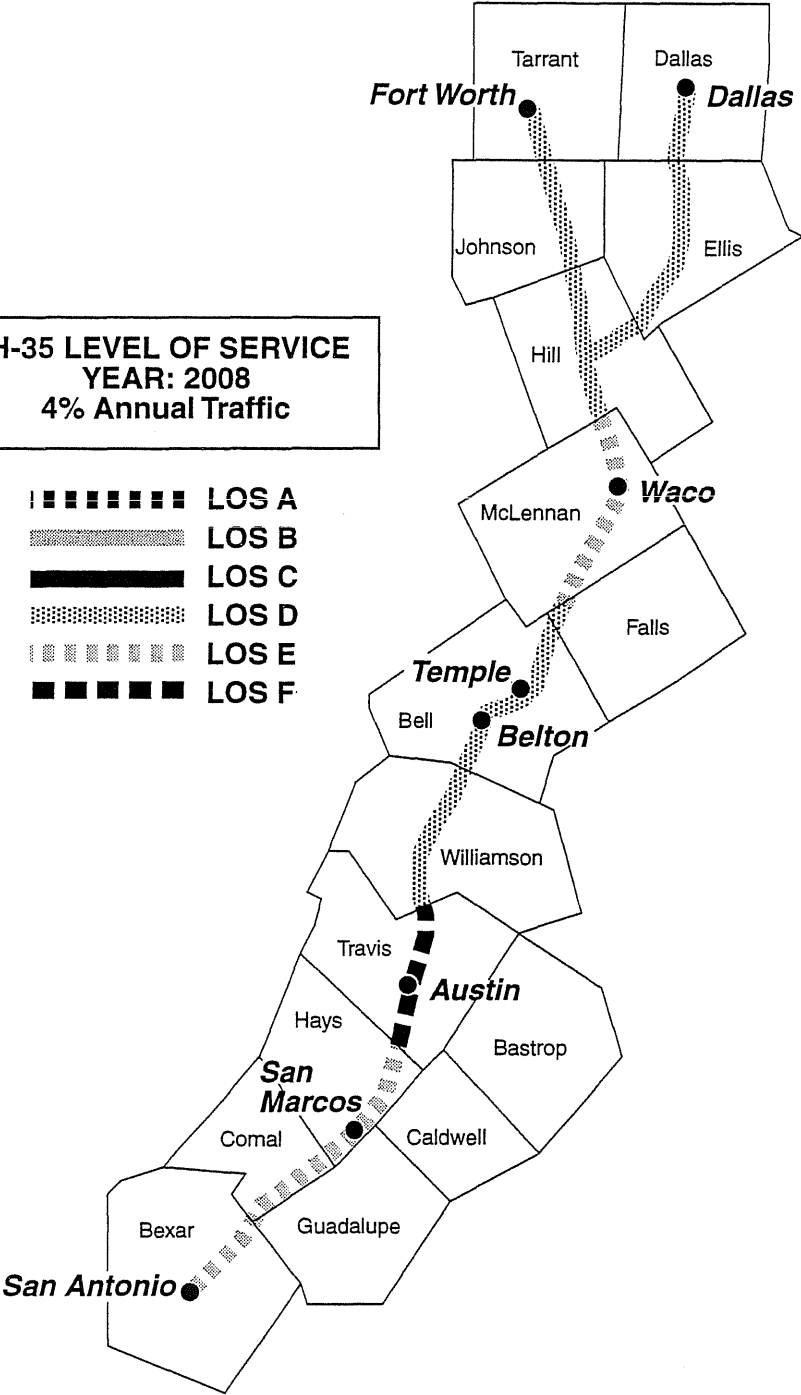 Tarrant
Dallas
Fort Worth
Dallas
Johnson
Ellis
H-35 LEVEL OF SERVICE
YEAR: 2008
4% Annual Traffic
Hill
LOS A
LOS B
LOS C
LOS D
LOS E
LOS F
Waco
McLennan
Falls
Temple
Bell
Belton
Williamson
Travis
Austin
Hays
Bastrop
San
Marcos
Comal
Caldwell
Bexar
Guadalupe
San Antonio